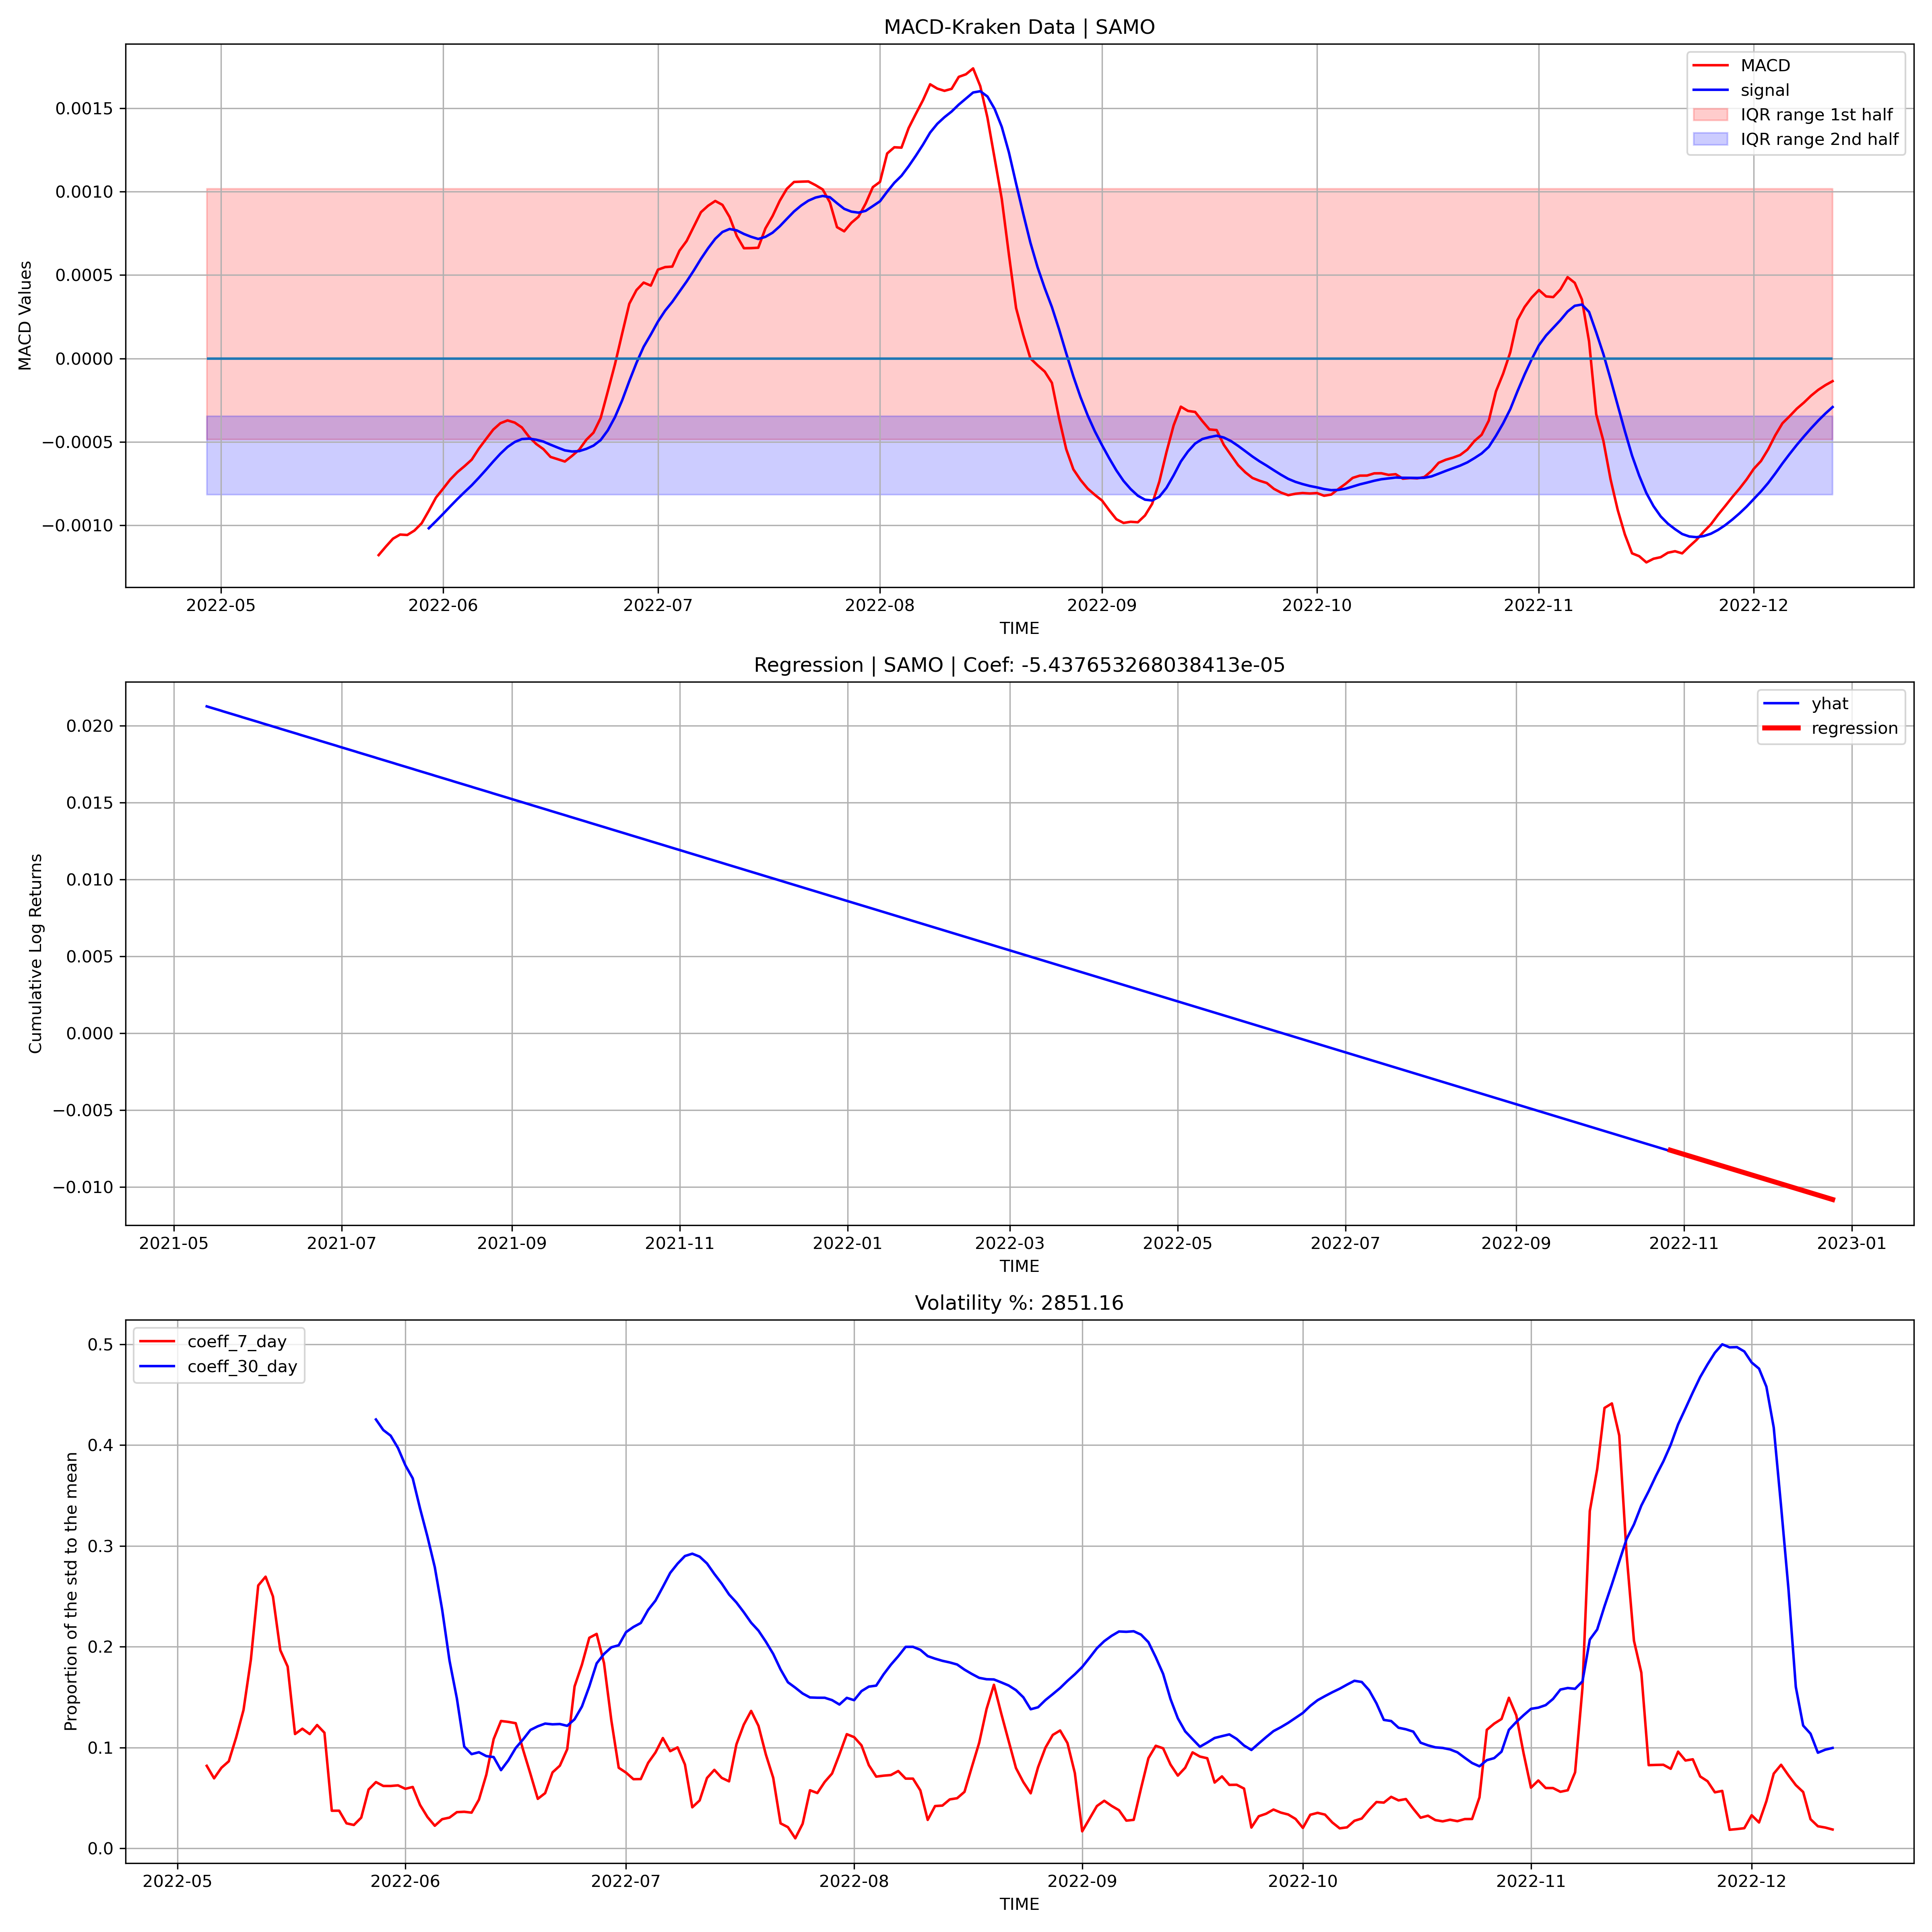 MACD-Kraken Data | SAMO
MACD Values
0.0015
0.0010
0.0005
0.0000
−0.0005
−0.0010
MACD
signal
IQR range 1st half
IQR range 2nd half
2022-05 2022-06 2022-07 2022-08 2022-09 2022-10 2022-11 2022-12
TIME
Regression | SAMO | Coef: -5.437653268038413e-05
Cumulative Log Returns
0.020
0.015
0.010
0.005
0.000
−0.005
−0.010
yhat
regression
2021-05 2021-07 2021-09 2021-11 2022-01 2022-03 2022-05 2022-07 2022-09 2022-11 2023-01
TIME
Volatility %: 2851.16
Proportion of the std to the mean
0.5
0.4
0.3
0.2
0.1
0.0
coeff_7_day
coeff_30_day
2022-05 2022-06 2022-07 2022-08 2022-09 2022-10 2022-11 2022-12
TIME